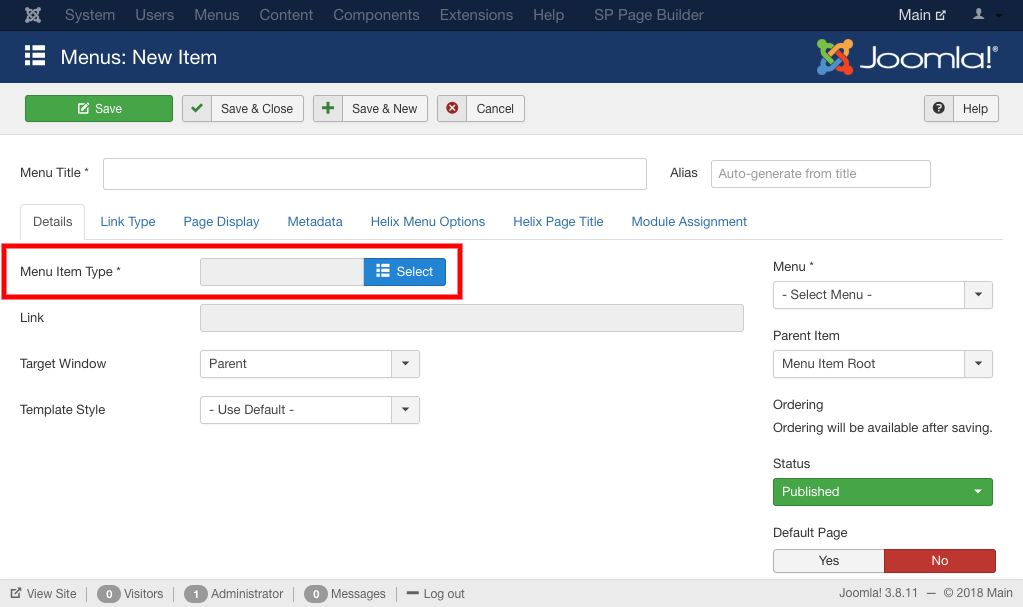 System Users Menus Content Components Extensions Help SP Page Builder Main
Menus: New Item Joomla!®
Save Save & Close Save & New Cancel Help
Menu Title * Alias Auto-generate from title
Details Link Type Page Display Metadata Helix Menu Options Helix Page Title Module Assignment
Menu Item Type * Select
Link
Target Window Parent
Template Style - Use Default -
Menu *
- Select Menu -
Parent Item
Menu Item Root
Ordering
Ordering will be available after saving.
Status
Published
Default Page
Yes No
View Site 0 Visitors 1 Administrator 0 Messages Log out Joomla! 3.8.11 — © 2018 Main